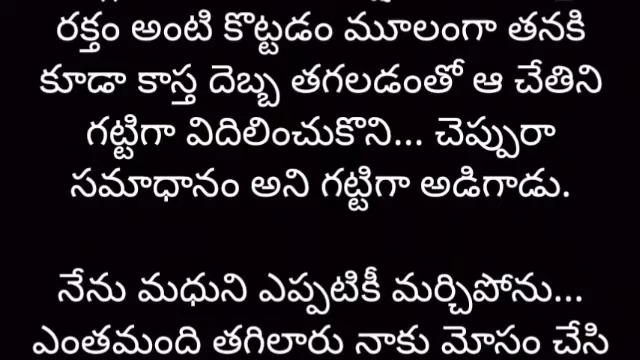 రక్తం అంటి కొట్టడం మూలంగా తనకి
కూడా కాస్త దెబ్బ తగలడంతో ఆ చేతిని
గట్టిగా విదిలించుకొని... చెప్పురా
సమాధానం అని గట్టిగా అడిగాడు.
నేను మధుని ఎప్పటికీ మర్చిపోను...
ఎంతమంది తగిలారు నాకు మోసం చేసి